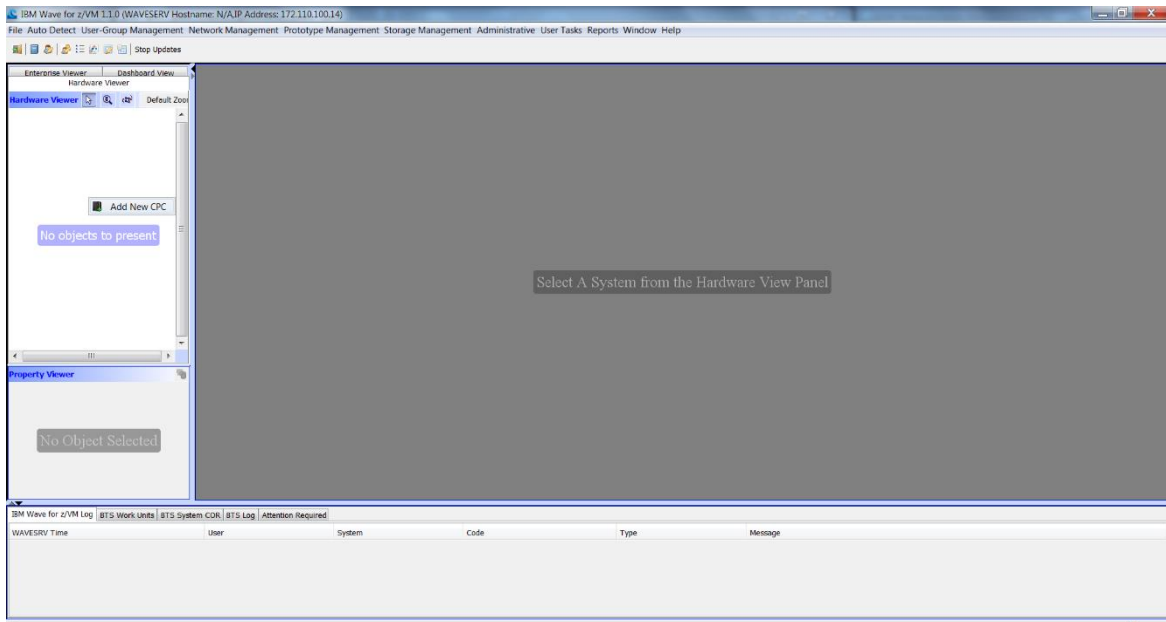 IBM Wave for z/VM 1.1.0 (WAVESERV Hostname: N/A,IP Address: 172.110.100.14)
File Auto Detect User-Group Management Network Management Prototype Management Storage Management Administrative User Tasks Reports Window Help
Stop Updates
Enterprise Viewer Dashboard View
Hardware Viewer
Hardware Viewer Default Zoo
Add New CPC
No objects to present
Select A System from the Hardware View Panel
Property Viewer
No Object Selected
IBM Wave for z/VM Log BTS Work Units BTS System CDR BTS Log Attention Required
WAVESRV Time User System Code Type Message